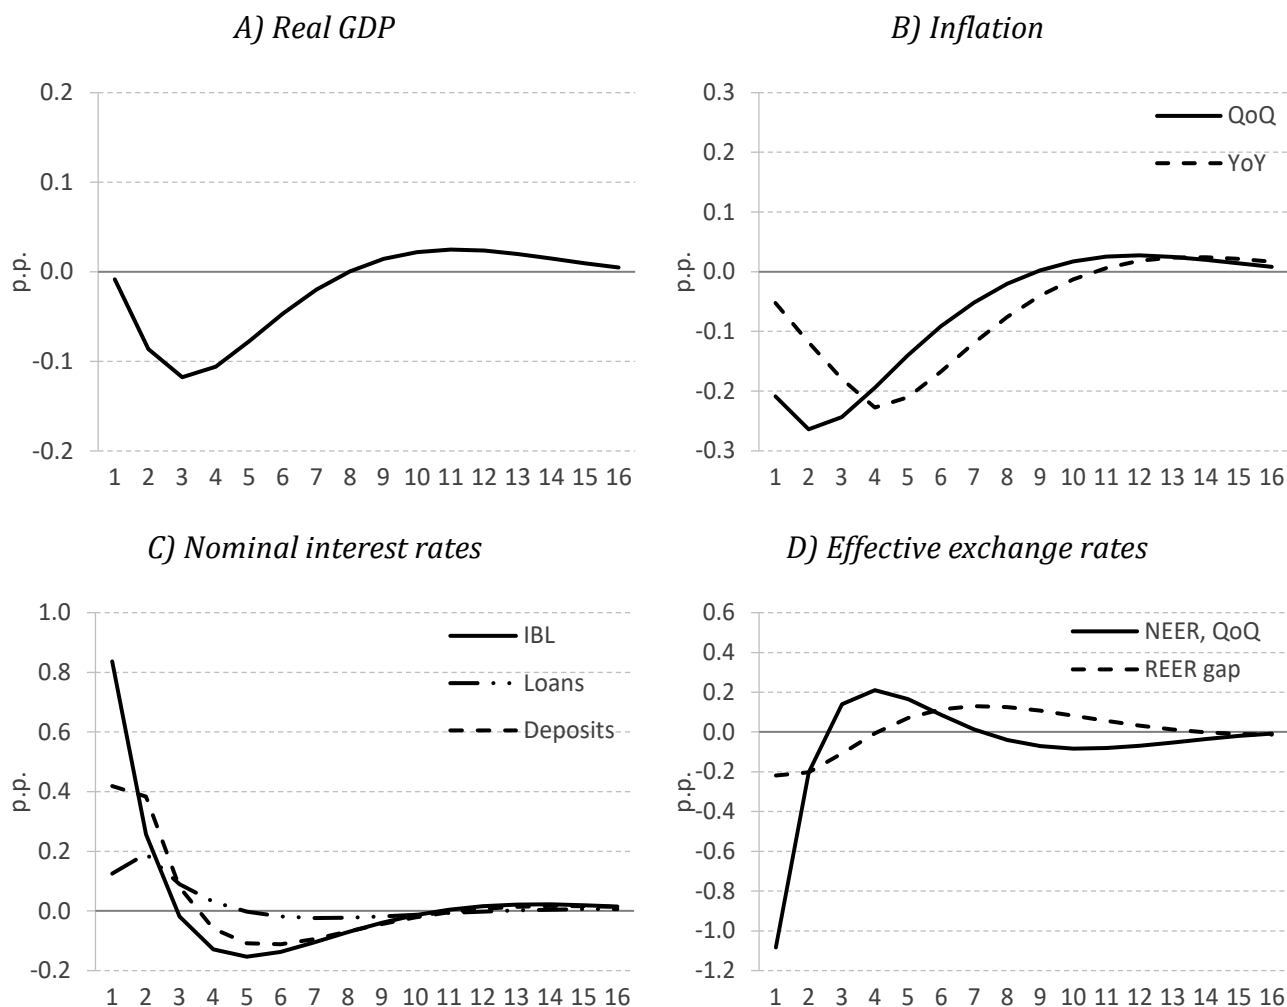 A) Real GDP
0.2
0.1
0.0
-0.1
-0.2
p.p.
1 2 3 4 5 6 7 8 9 10 11 12 13 14 15 16
B) Inflation
0.3
0.2
0.1
0.0
-0.1
-0.2
-0.3
p.p.
QoQ
YoY
1 2 3 4 5 6 7 8 9 10 11 12 13 14 15 16
C) Nominal interest rates
1.0
0.8
0.6
0.4
0.2
0.0
-0.2
p.p.
IBL
Loans
Deposits
1 2 3 4 5 6 7 8 9 10 11 12 13 14 15 16
D) Effective exchange rates
0.6
0.4
0.2
0.0
-0.2
-0.4
-0.6
-0.8
-1.0
-1.2
p.p.
NEER, QoQ
REER gap
1 2 3 4 5 6 7 8 9 10 11 12 13 14 15 16